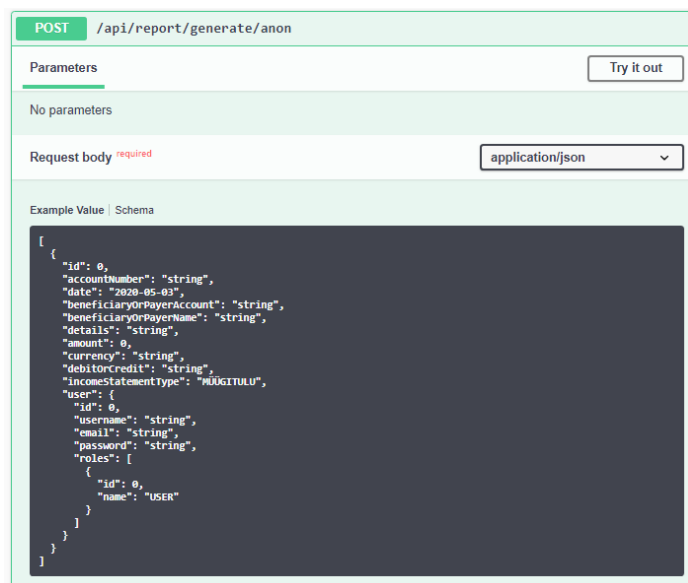 POST /api/report/generate/anon
Parameters
Try it out
No parameters
Request body required
application/json
Example Value | Schema
[
  {
    "id": 0,
    "accountNumber": "string",
    "date": "2020-05-03",
    "beneficiaryOrPayerAccount": "string",
    "beneficiaryOrPayerName": "string",
    "details": "string",
    "amount": 0,
    "currency": "string",
    "debitOrCredit": "string",
    "incomeStatementType": "MÜÜGITULU",
    "user": {
      "id": 0,
      "username": "string",
      "email": "string",
      "password": "string",
      "roles": [
        {
          "id": 0,
          "name": "USER"
        }
      ]
    }
  }
]